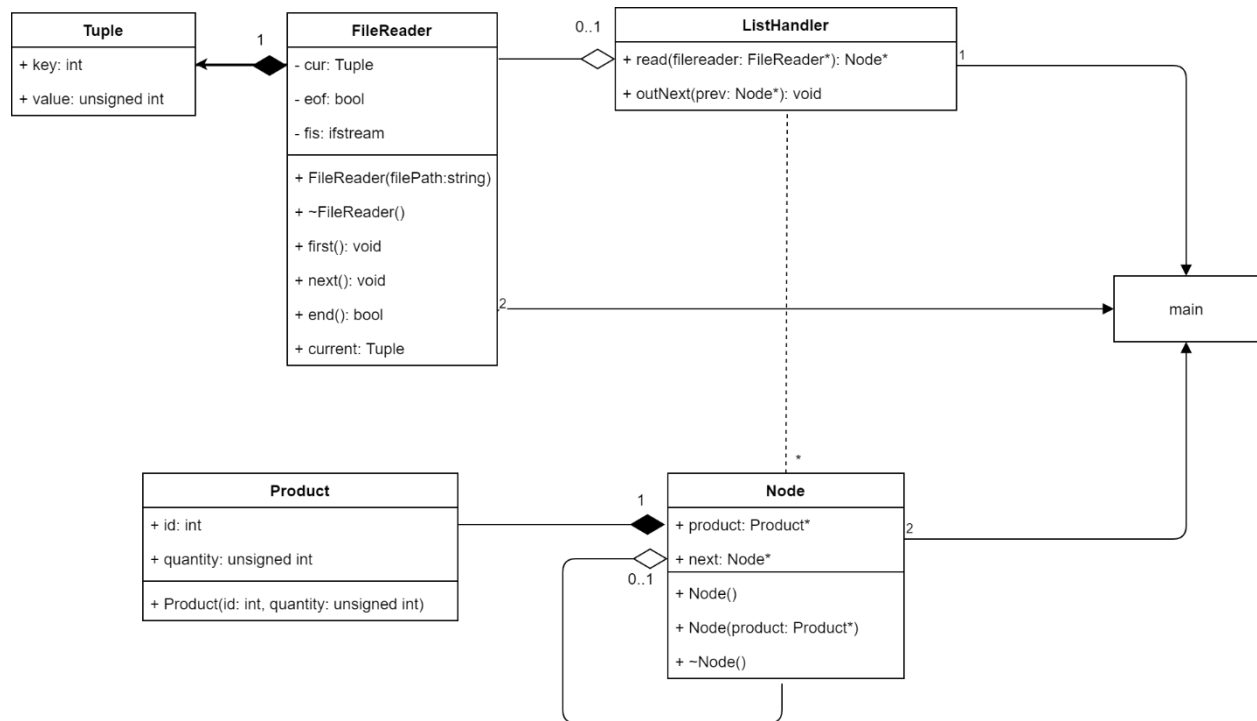 Tuple
+ key: int
+ value: unsigned int
1
FileReader
- cur: Tuple
- eof: bool
- fis: ifstream
+ FileReader(filePath:string)
+ ~FileReader()
+ first(): void
+ next(): void
+ end(): bool
+ current: Tuple
2
0..1
ListHandler
+ read(filereader: FileReader*): Node*
+ outNext(prev: Node*): void
1
main
*
Product
+ id: int
+ quantity: unsigned int
+ Product(id: int, quantity: unsigned int)
1
0..1
Node
+ product: Product*
+ next: Node*
+ Node()
+ Node(product: Product*)
+ ~Node()
2